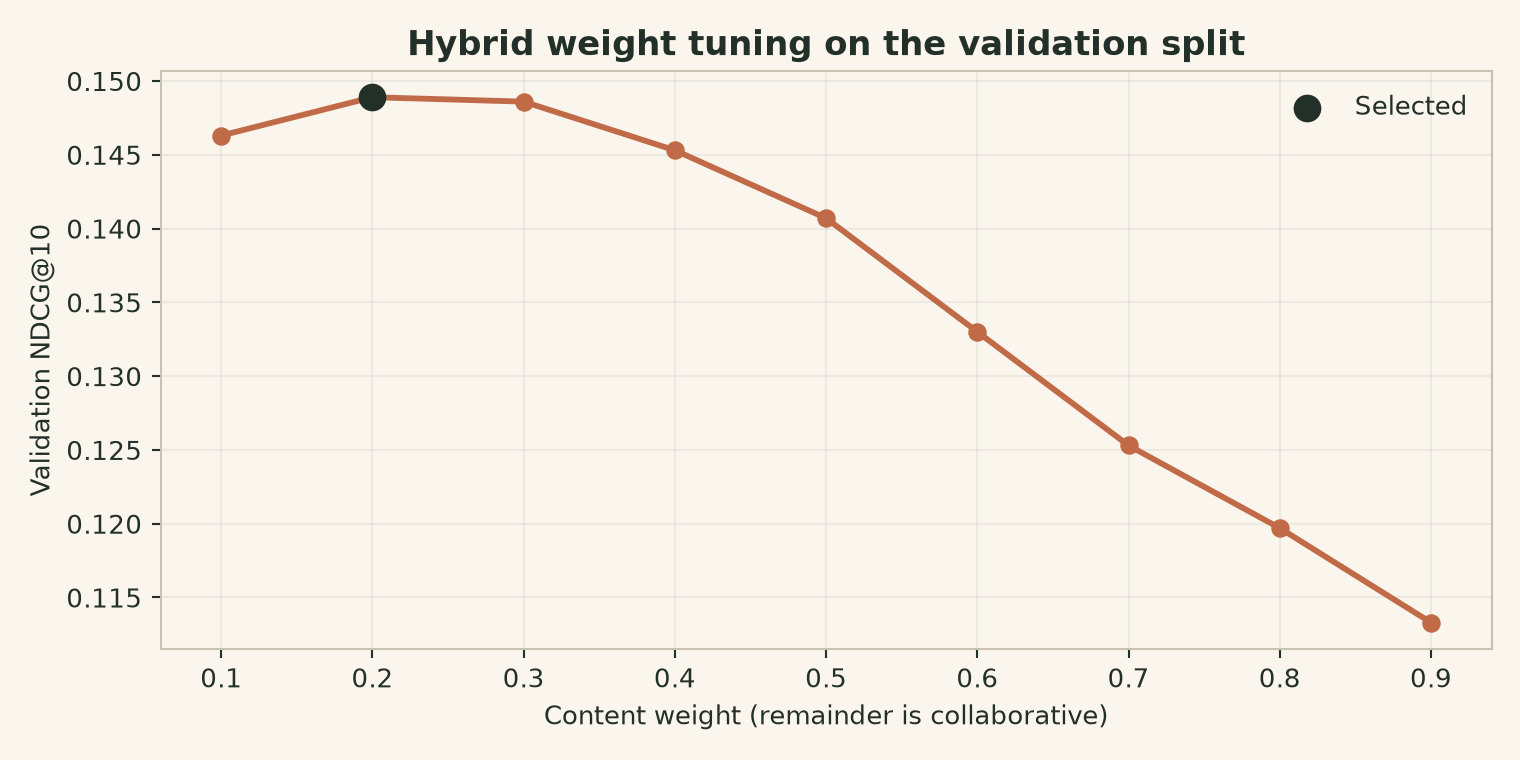 Hybrid weight tuning on the validation split
Selected
Validation NDCG@10
0.150
0.145
0.140
0.135
0.130
0.125
0.120
0.115
0.1 0.2 0.3 0.4 0.5 0.6 0.7 0.8 0.9
Content weight (remainder is collaborative)